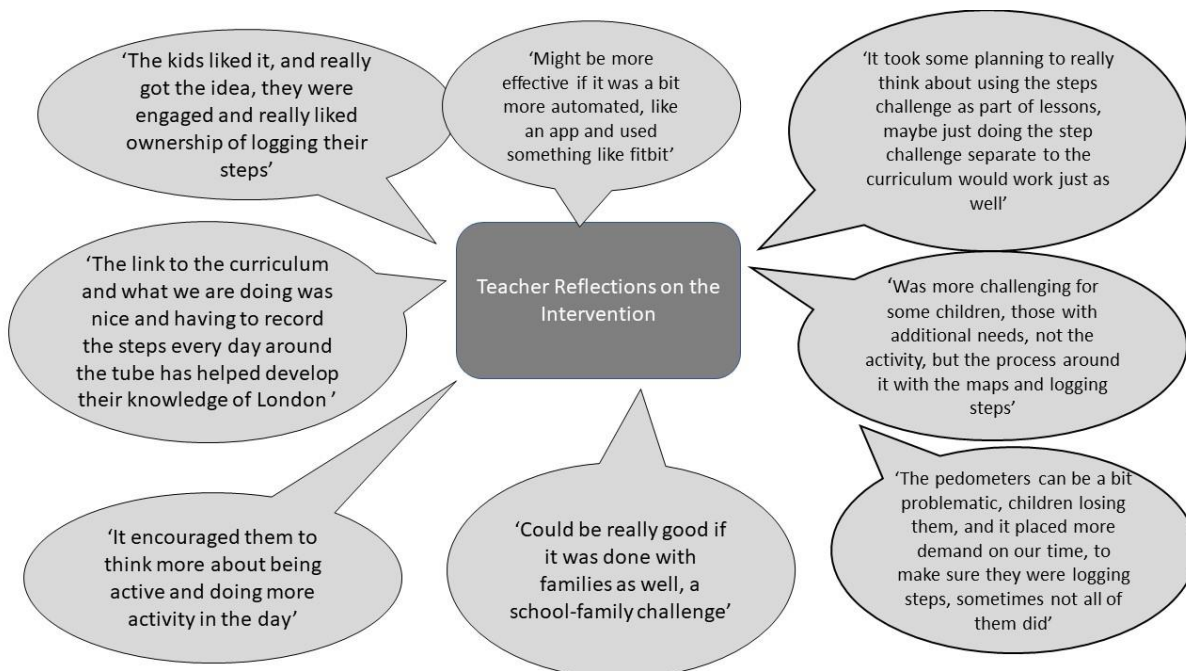 ‘The kids liked it, and really
got the idea, they were
engaged and really liked
ownership of logging their
steps’
‘Might be more
effective if it was a bit
more automated, like
an app and used
something like fitbit’
‘It took some planning to really
think about using the steps
challenge as part of lessons,
maybe just doing the step
challenge separate to the
curriculum would work just as
well’
‘The link to the curriculum
and what we are doing was
nice and having to record
the steps every day around
the tube has helped develop
their knowledge of London ’
Teacher Reflections on the
Intervention
‘Was more challenging for
some children, those with
additional needs, not the
activity, but the process around
it with the maps and logging
steps’
‘It encouraged them to
think more about being
active and doing more
activity in the day’
‘Could be really good if
it was done with
families as well, a
school-family challenge’
‘The pedometers can be a bit
problematic, children losing
them, and it placed more
demand on our time, to
make sure they were logging
steps, sometimes not all of
them did’